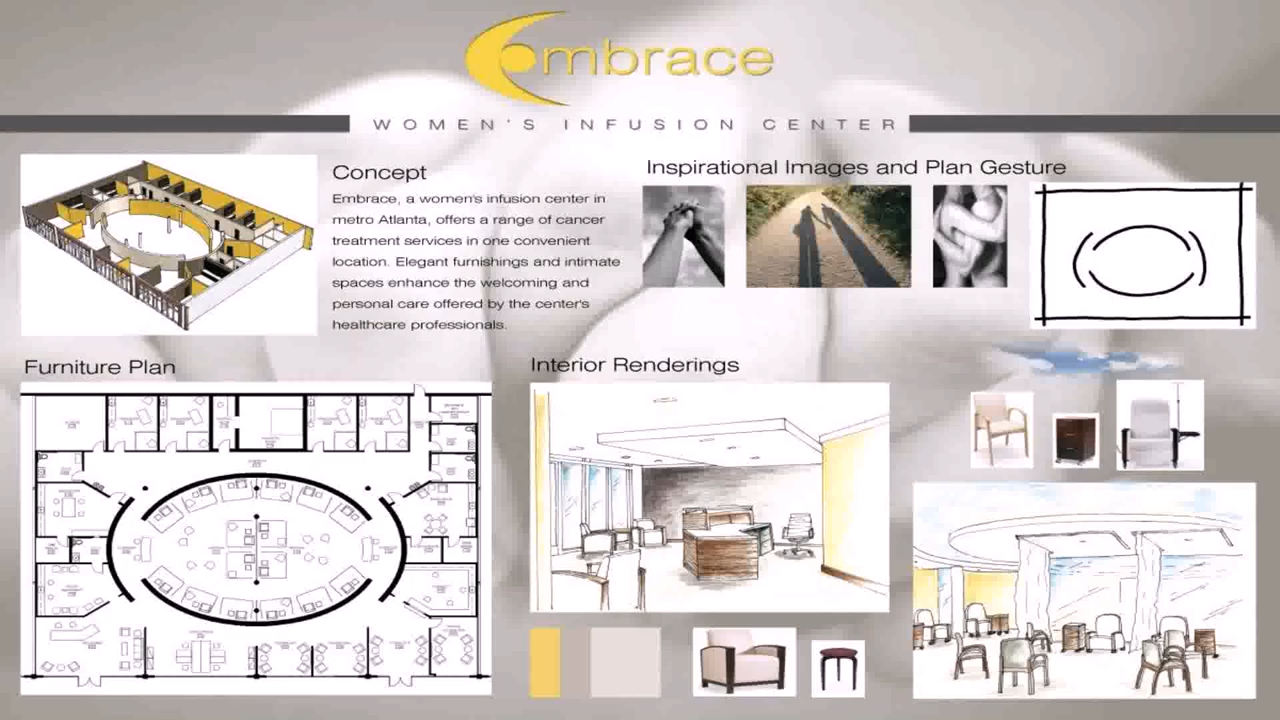 embrace
WOMEN'S INFUSION CENTER
Concept
Embrace, a women's infusion center in
metro Atlanta, offers a range of cancer
treatment services in one convenient
location. Elegant furnishings and intimate
spaces enhance the welcoming and
personal care offered by the center's
healthcare professionals.
Inspirational Images and Plan Gesture
Furniture Plan
Interior Renderings